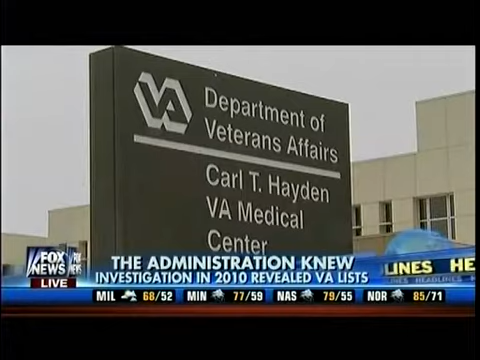 VA
Department of
Veterans Affairs
Carl T. Hayden
VA Medical
Center
THE ADMINISTRATION KNEW
INVESTIGATION IN 2010 REVEALED VA LISTS
FOX
NEWS
LIVE
LINES HE
HEADLINES
MIL 68/52 MIN 77/59 NAS 79/55 NOR 85/71